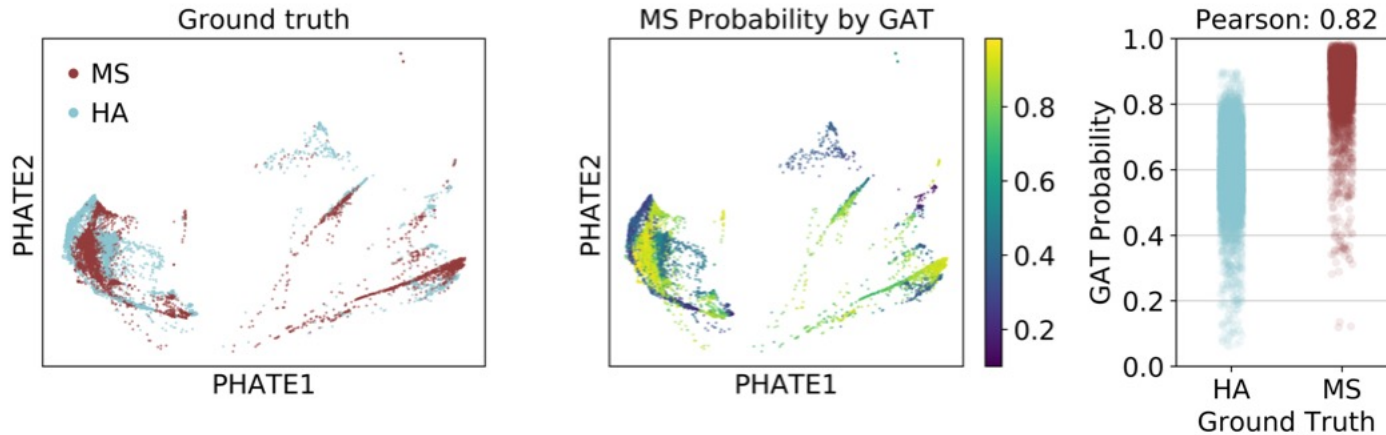 Ground truth
MS
HA
PHATE2
PHATE1
MS Probability by GAT
PHATE2
PHATE1
0.8
0.6
0.4
0.2
Pearson: 0.82
GAT Probability
1.0
0.8
0.6
0.4
0.2
0.0
HA MS
Ground Truth